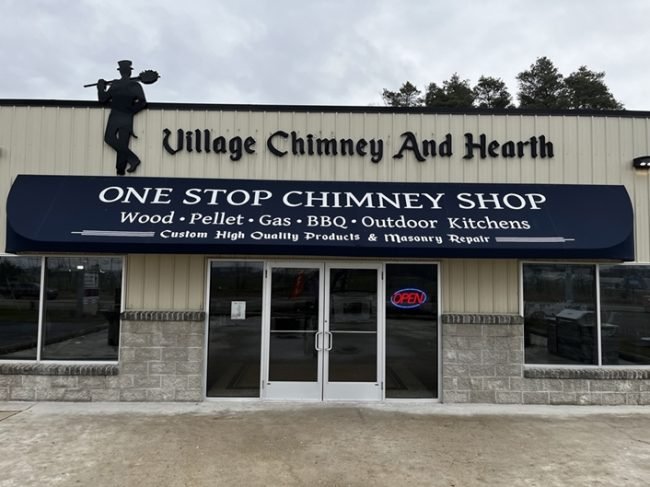 Village Chimney And Hearth
ONE STOP CHIMNEY SHOP
Wood • Pellet • Gas • BBQ • Outdoor Kitchens
Custom High Quality Products & Masonry Repair
OPEN